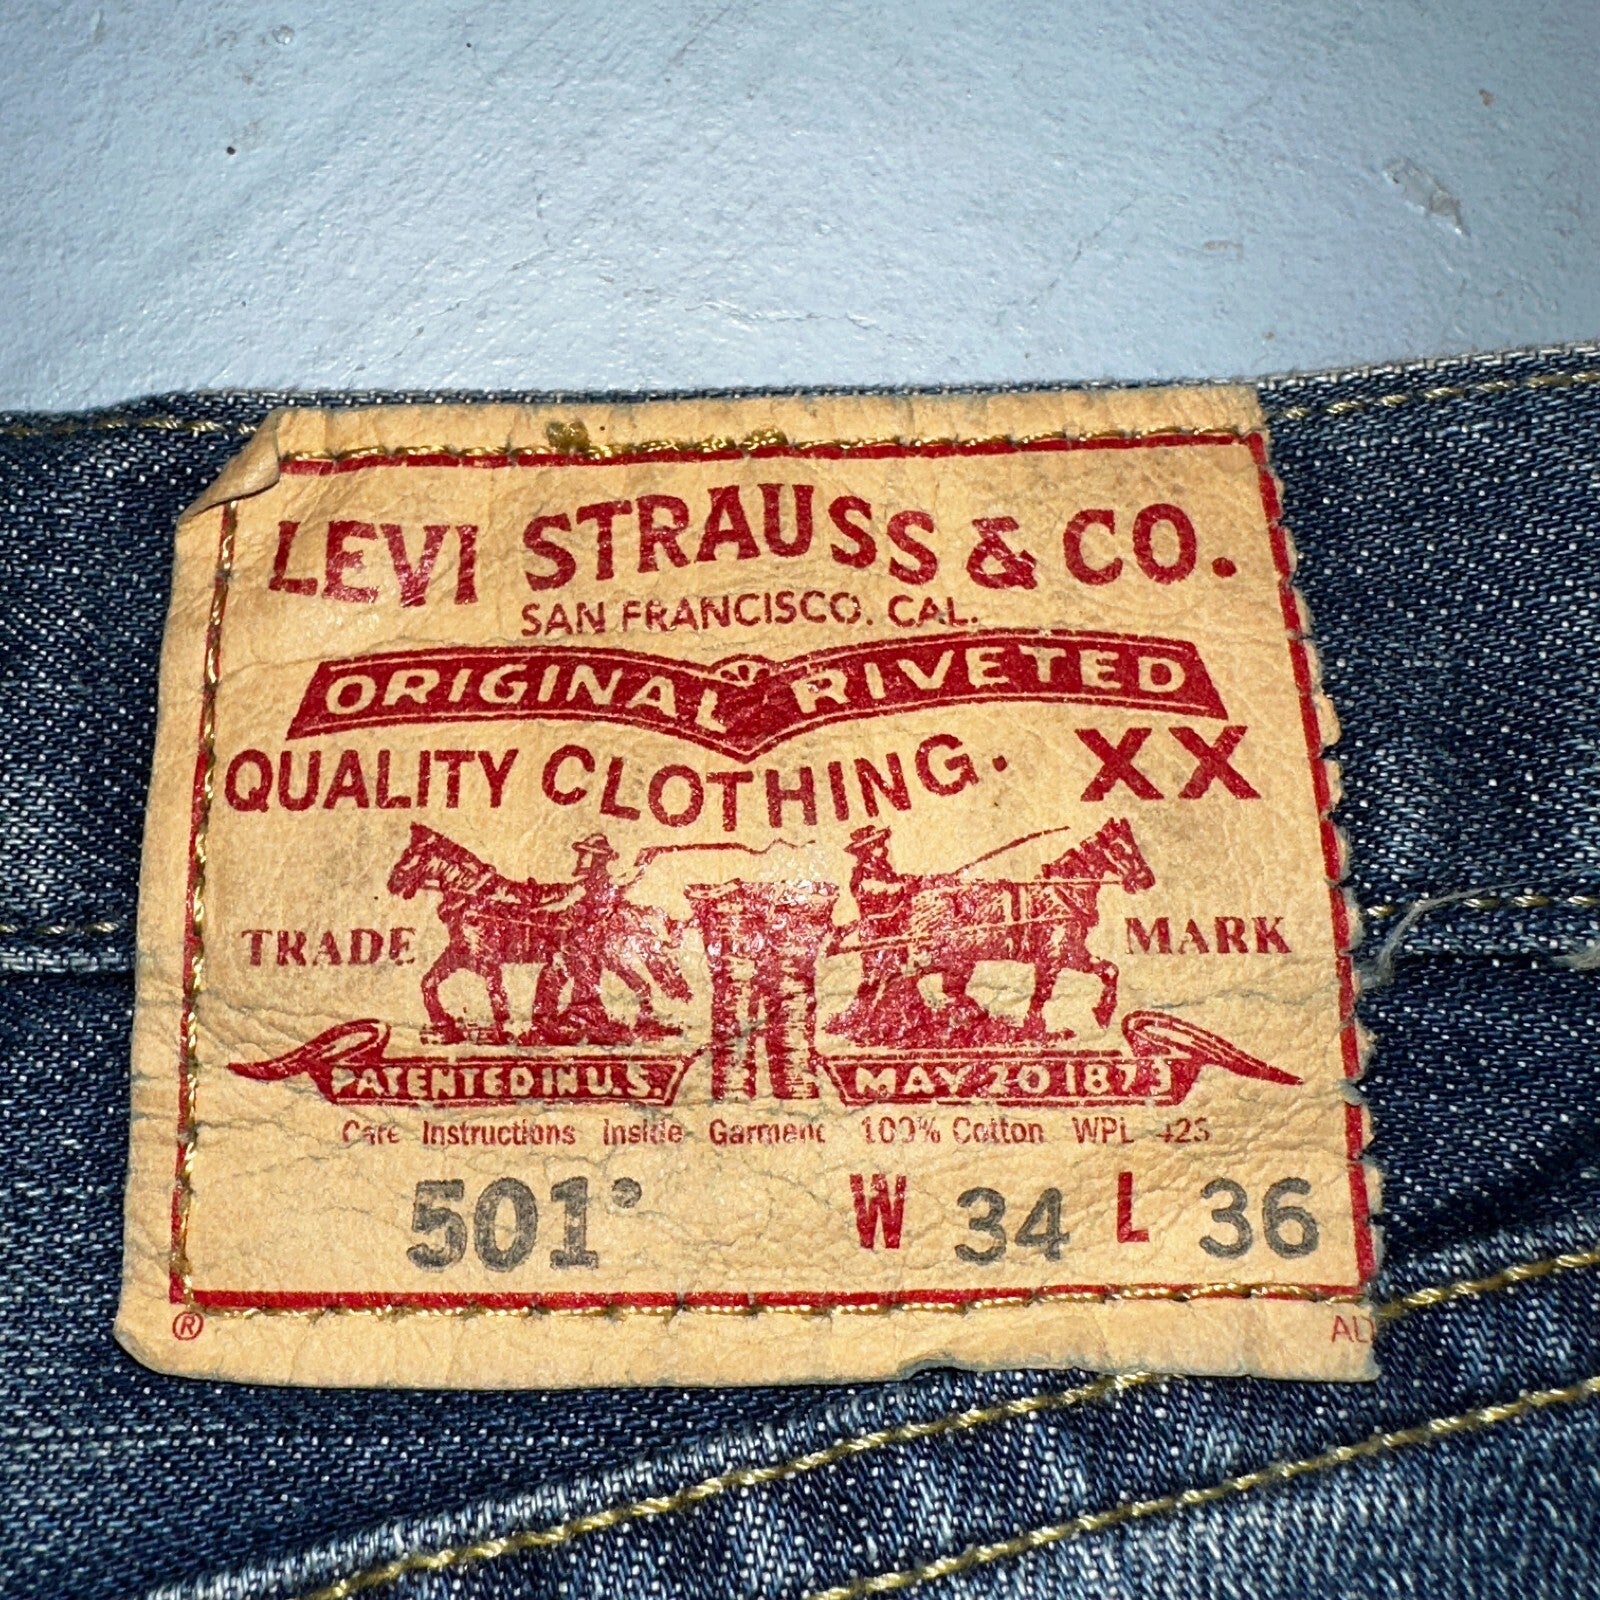 LEVI STRAUSS & CO.
SAN FRANCISCO. CAL.
ORIGINAL RIVETED
QUALITY CLOTHING. XX
TRADE MARK
PATENTED IN U.S. MAY 20 1873
Care Instructions Inside Garment 100% Cotton WPL 423
501® W 34 L 36
®